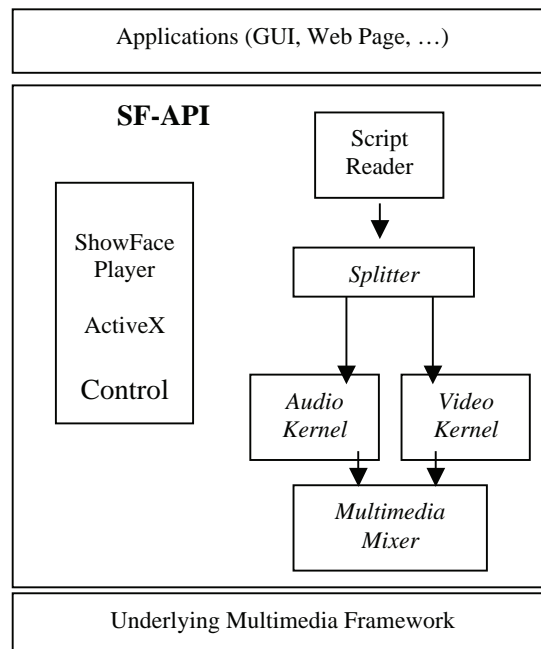 Applications (GUI, Web Page, …)
SF-API
Script
Reader
ShowFace
Player
ActiveX
Control
Splitter
Audio
Kernel
Video
Kernel
Multimedia
Mixer
Underlying Multimedia Framework